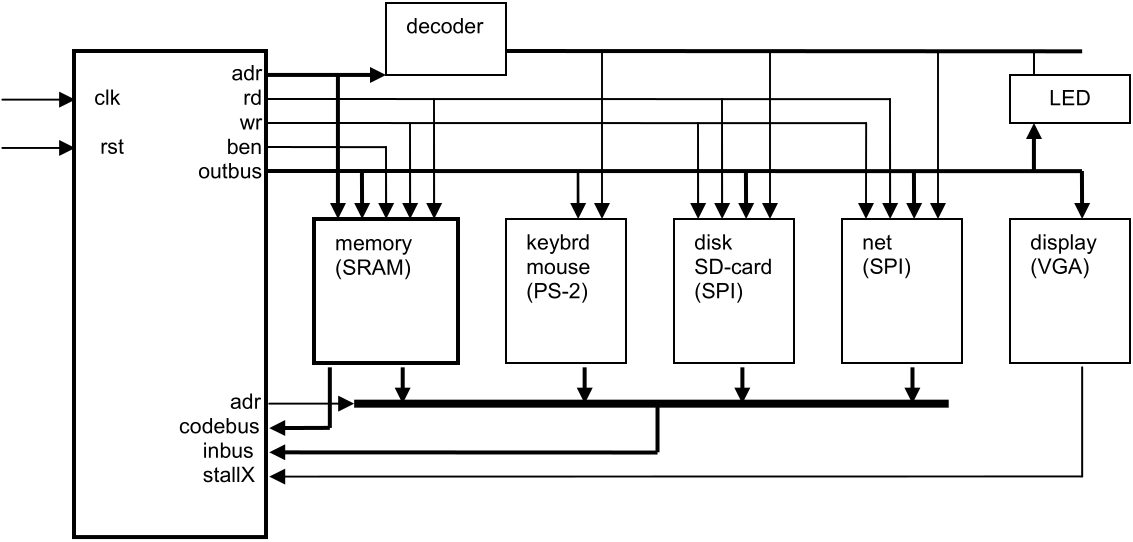 decoder
adr
clk
rd
LED
wr
rst
ben
outbus
memory
(SRAM)
keybrd
mouse
(PS-2)
disk
SD-card
(SPI)
net
(SPI)
display
(VGA)
adr
codebus
inbus
stallX